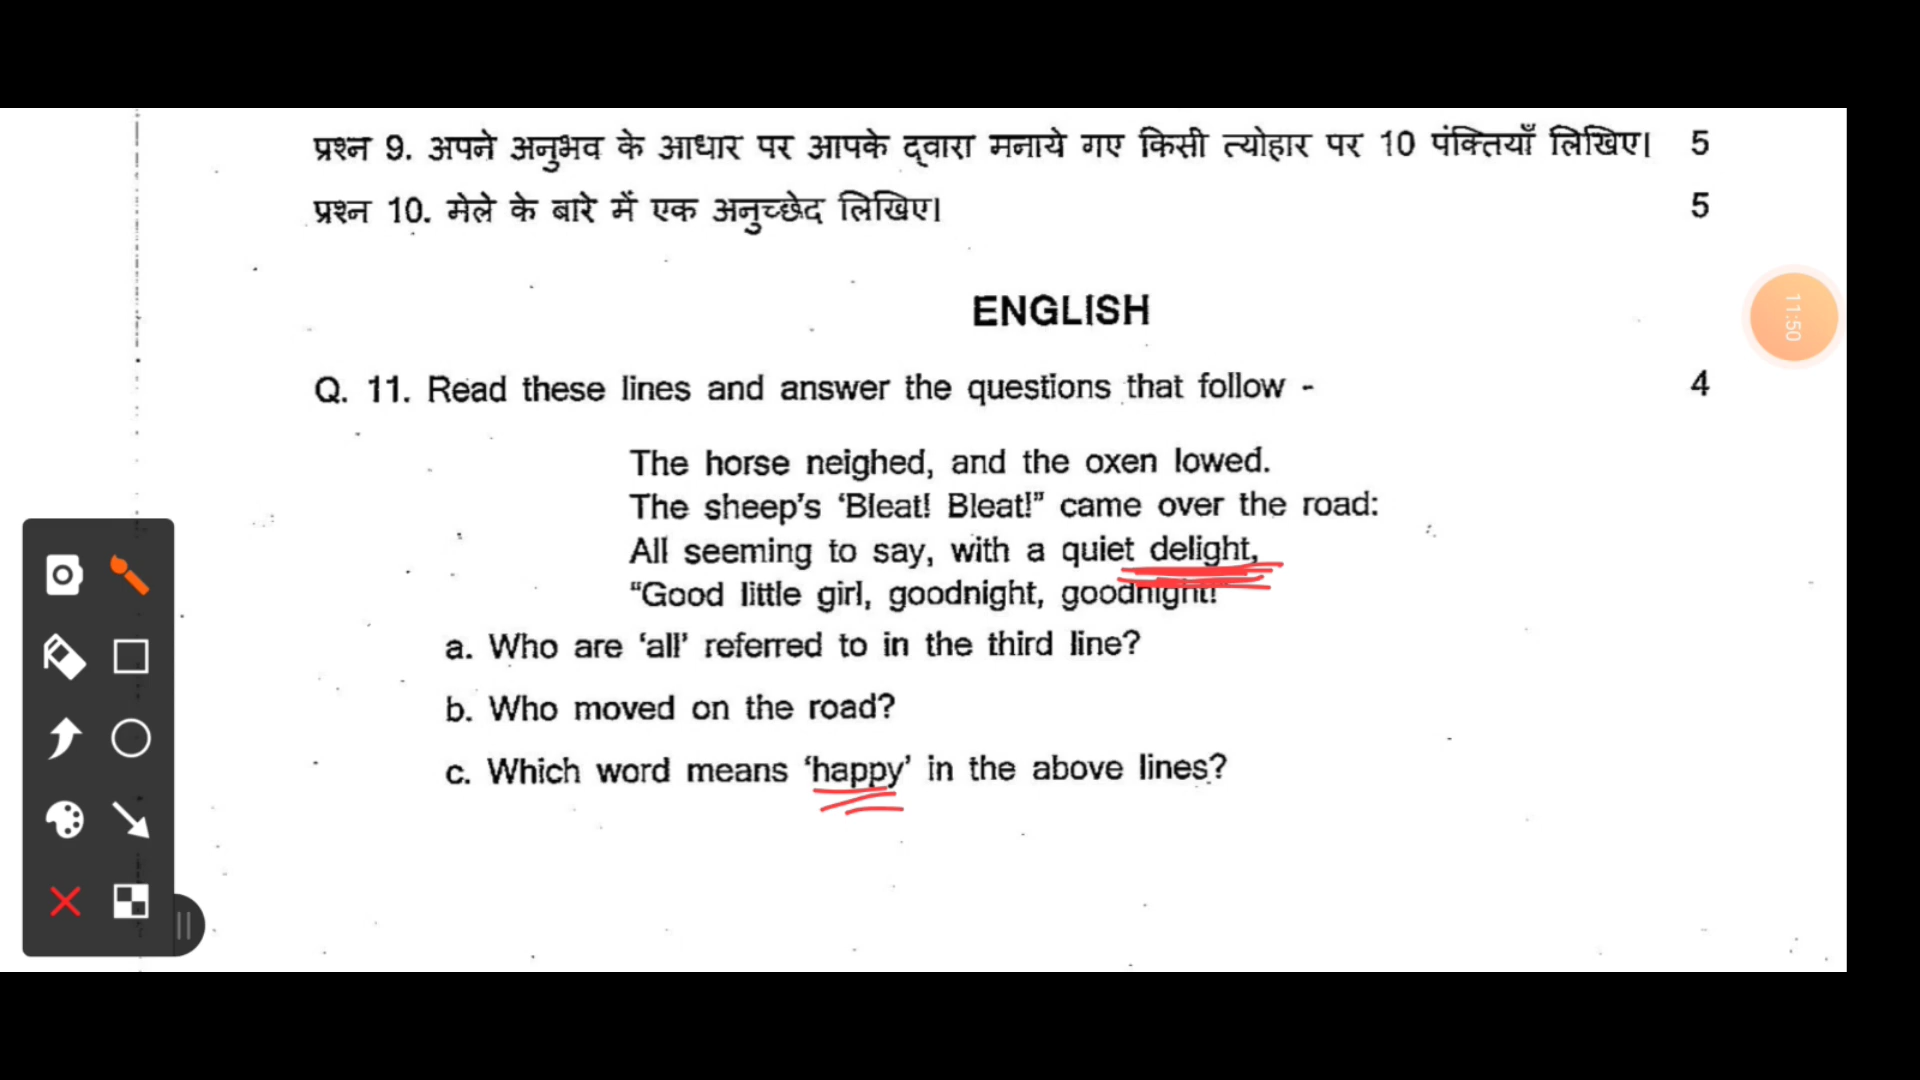 प्रश्न 9. अपने अनुभव के आधार पर आपके द्वारा मनाये गए किसी त्योहार पर 10 पंक्तियाँ लिखिए। 5
प्रश्न 10. मेले के बारे में एक अनुच्छेद लिखिए। 5
ENGLISH
11:50
Q. 11. Read these lines and answer the questions that follow - 4
The horse neighed, and the oxen lowed.
The sheep's ‘Bleat! Bleat!” came over the road:
All seeming to say, with a quiet delight,
“Good little girl, goodnight, goodnight!”
a. Who are ‘all’ referred to in the third line?
b. Who moved on the road?
c. Which word means ‘happy’ in the above lines?